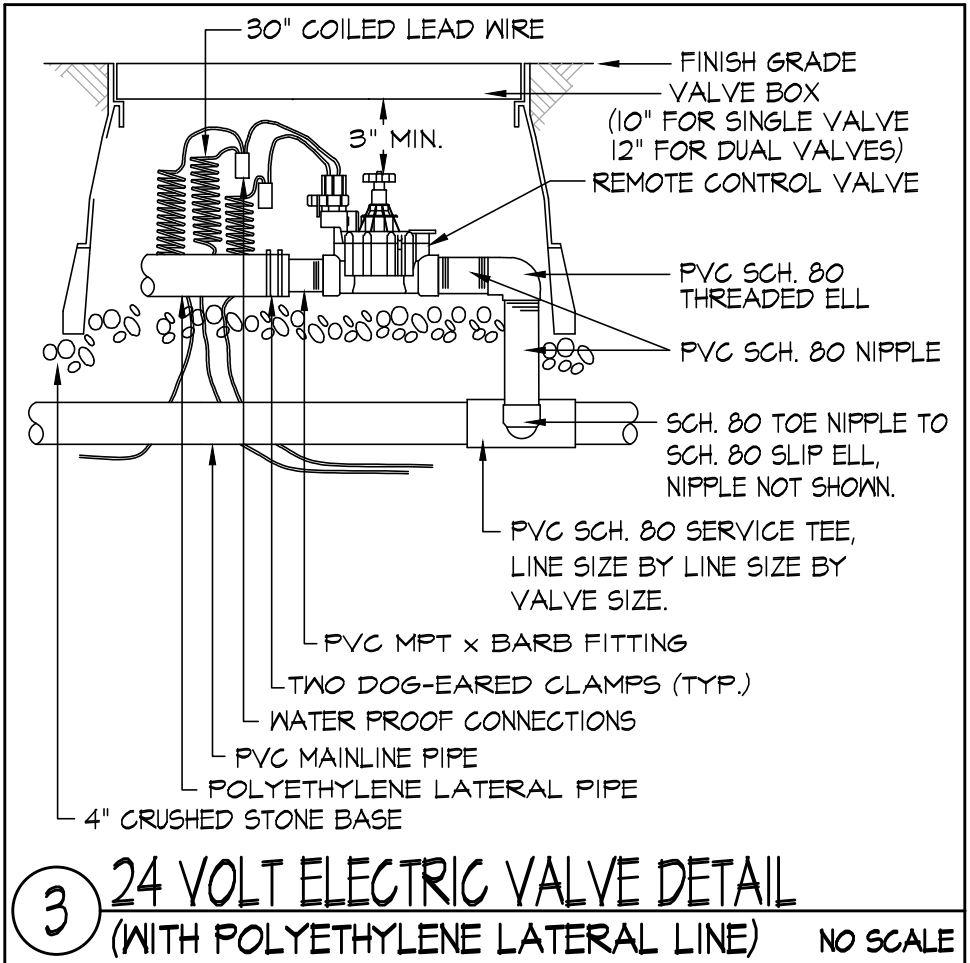 30" COILED LEAD WIRE
FINISH GRADE
VALVE BOX
(10" FOR SINGLE VALVE
12" FOR DUAL VALVES)
3" MIN.
REMOTE CONTROL VALVE
PVC SCH. 80
THREADED ELL
PVC SCH. 80 NIPPLE
SCH. 80 TOE NIPPLE TO
SCH. 80 SLIP ELL,
NIPPLE NOT SHOWN.
PVC SCH. 80 SERVICE TEE,
LINE SIZE BY LINE SIZE BY
VALVE SIZE.
PVC MPT x BARB FITTING
TWO DOG-EARED CLAMPS (TYP.)
WATER PROOF CONNECTIONS
PVC MAINLINE PIPE
POLYETHYLENE LATERAL PIPE
4" CRUSHED STONE BASE
3
24 VOLT ELECTRIC VALVE DETAIL
(WITH POLYETHYLENE LATERAL LINE)
NO SCALE